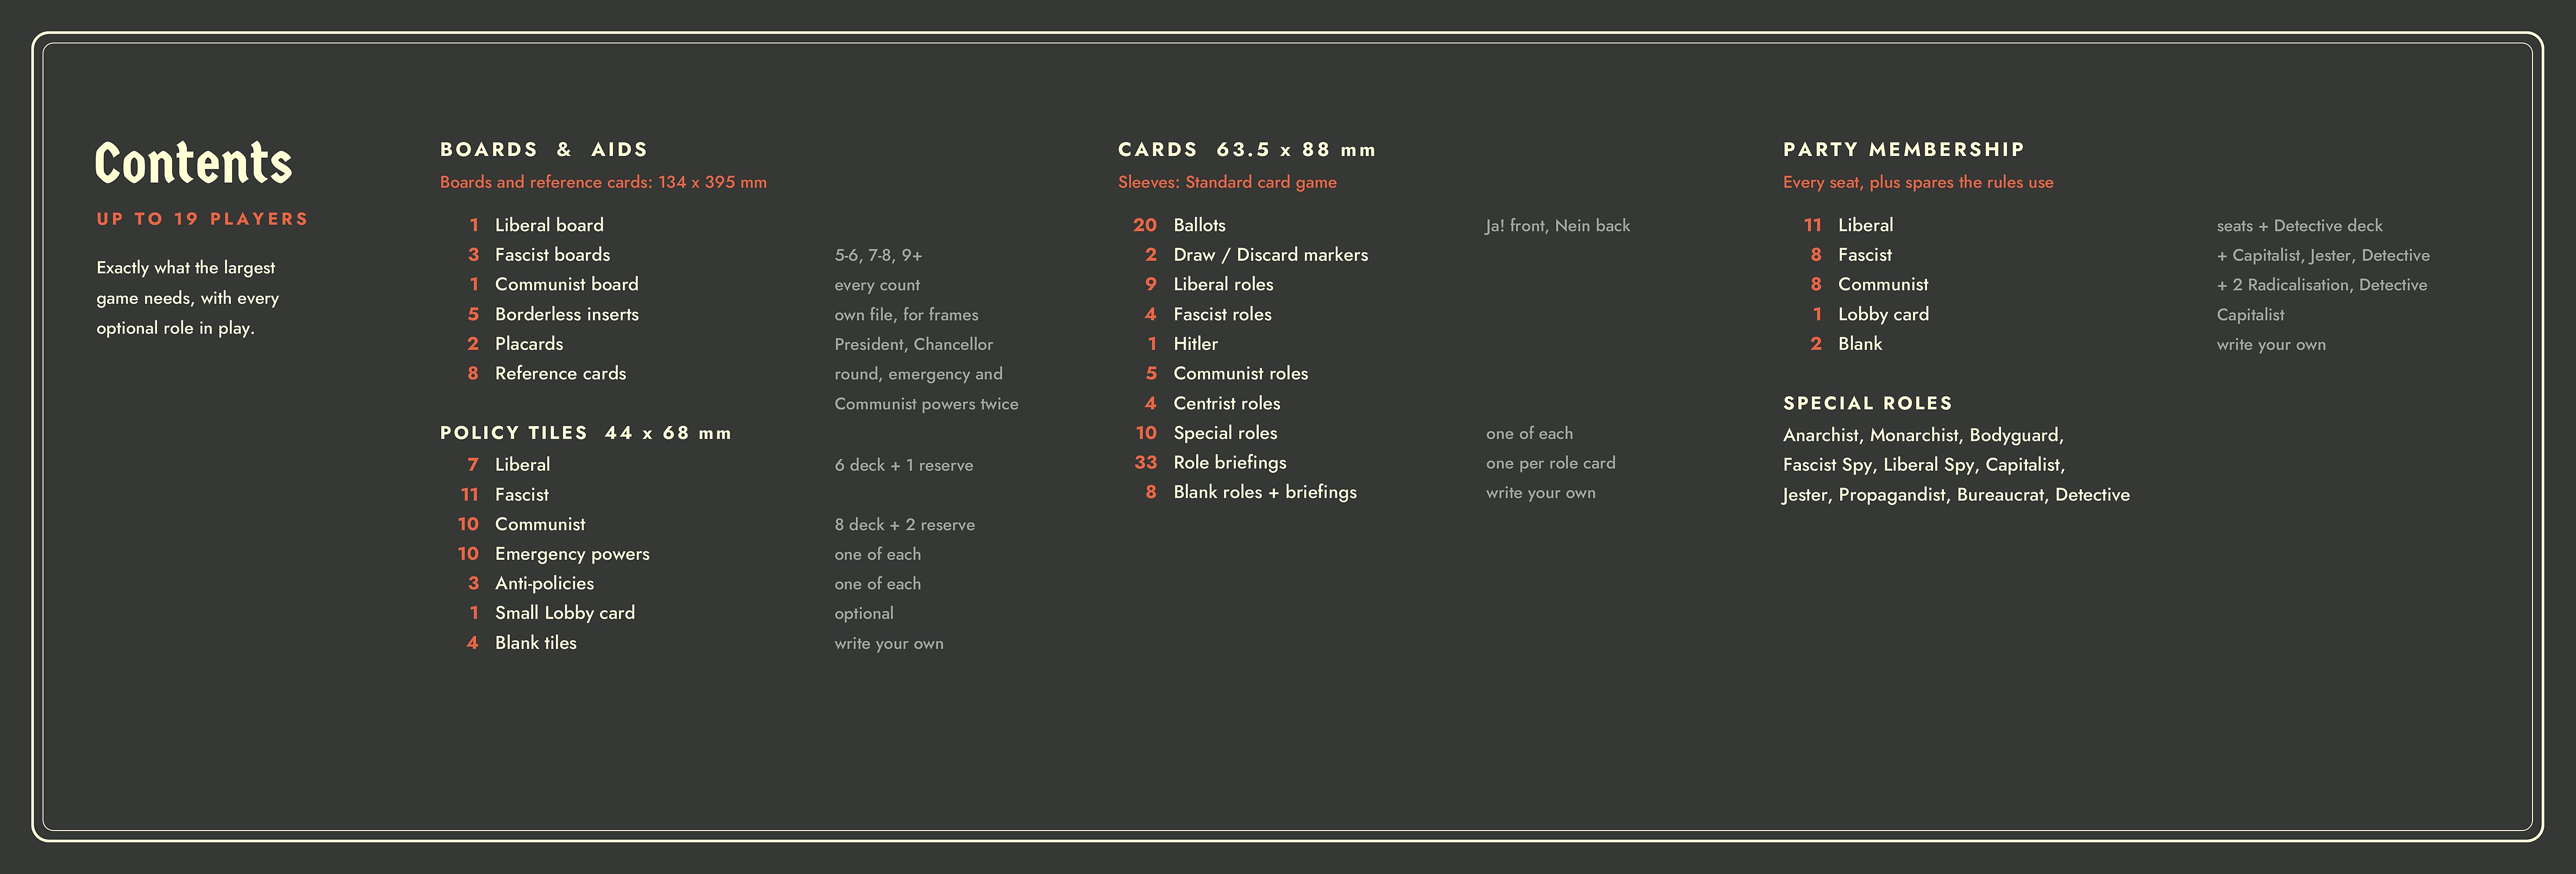 Contents
UP TO 19 PLAYERS
Exactly what the largest
game needs, with every
optional role in play.
BOARDS & AIDS
Boards and reference cards: 134 x 395 mm
1 Liberal board
3 Fascist boards 5-6, 7-8, 9+
1 Communist board every count
5 Borderless inserts own file, for frames
2 Placards President, Chancellor
8 Reference cards round, emergency and
Communist powers twice
POLICY TILES 44 x 68 mm
7 Liberal 6 deck + 1 reserve
11 Fascist
10 Communist 8 deck + 2 reserve
10 Emergency powers one of each
3 Anti-policies one of each
1 Small Lobby card optional
4 Blank tiles write your own
CARDS 63.5 x 88 mm
Sleeves: Standard card game
20 Ballots Ja! front, Nein back
2 Draw / Discard markers
9 Liberal roles
4 Fascist roles
1 Hitler
5 Communist roles
4 Centrist roles
10 Special roles one of each
33 Role briefings one per role card
8 Blank roles + briefings write your own
PARTY MEMBERSHIP
Every seat, plus spares the rules use
11 Liberal seats + Detective deck
8 Fascist + Capitalist, Jester, Detective
8 Communist + 2 Radicalisation, Detective
1 Lobby card Capitalist
2 Blank write your own
SPECIAL ROLES
Anarchist, Monarchist, Bodyguard,
Fascist Spy, Liberal Spy, Capitalist,
Jester, Propagandist, Bureaucrat, Detective